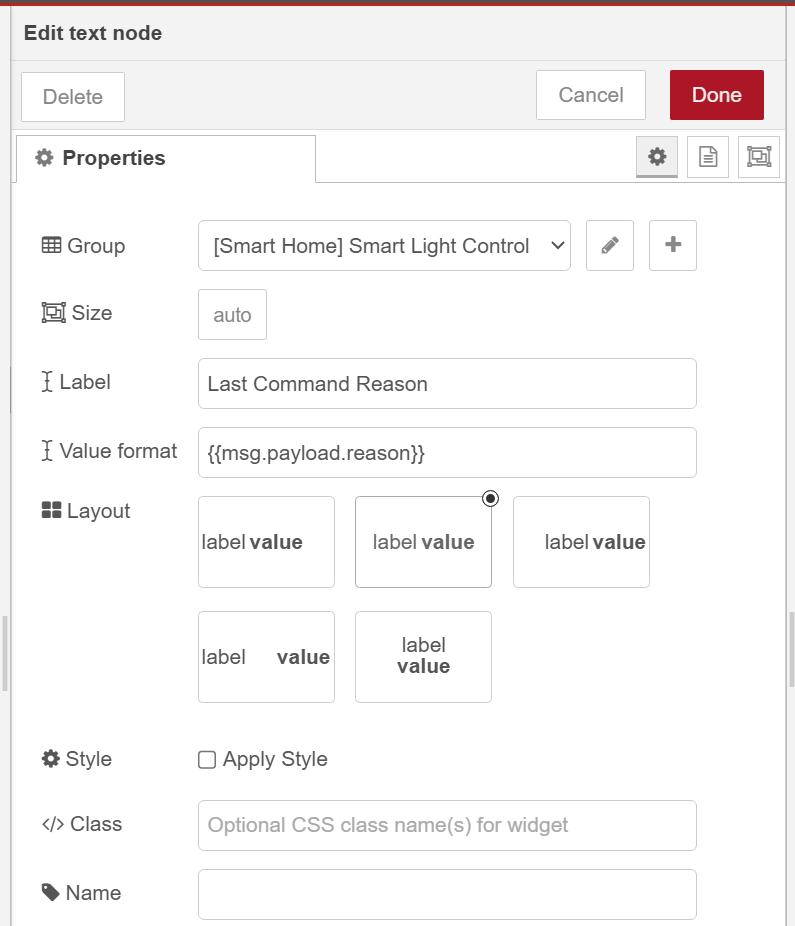 Edit text node
Delete
Cancel
Done
Properties
Group
[Smart Home] Smart Light Control
Size
auto
Label
Last Command Reason
Value format
{{msg.payload.reason}}
Layout
label value
label value
label value
label value
label
value
Style
Apply Style
</> Class
Optional CSS class name(s) for widget
Name